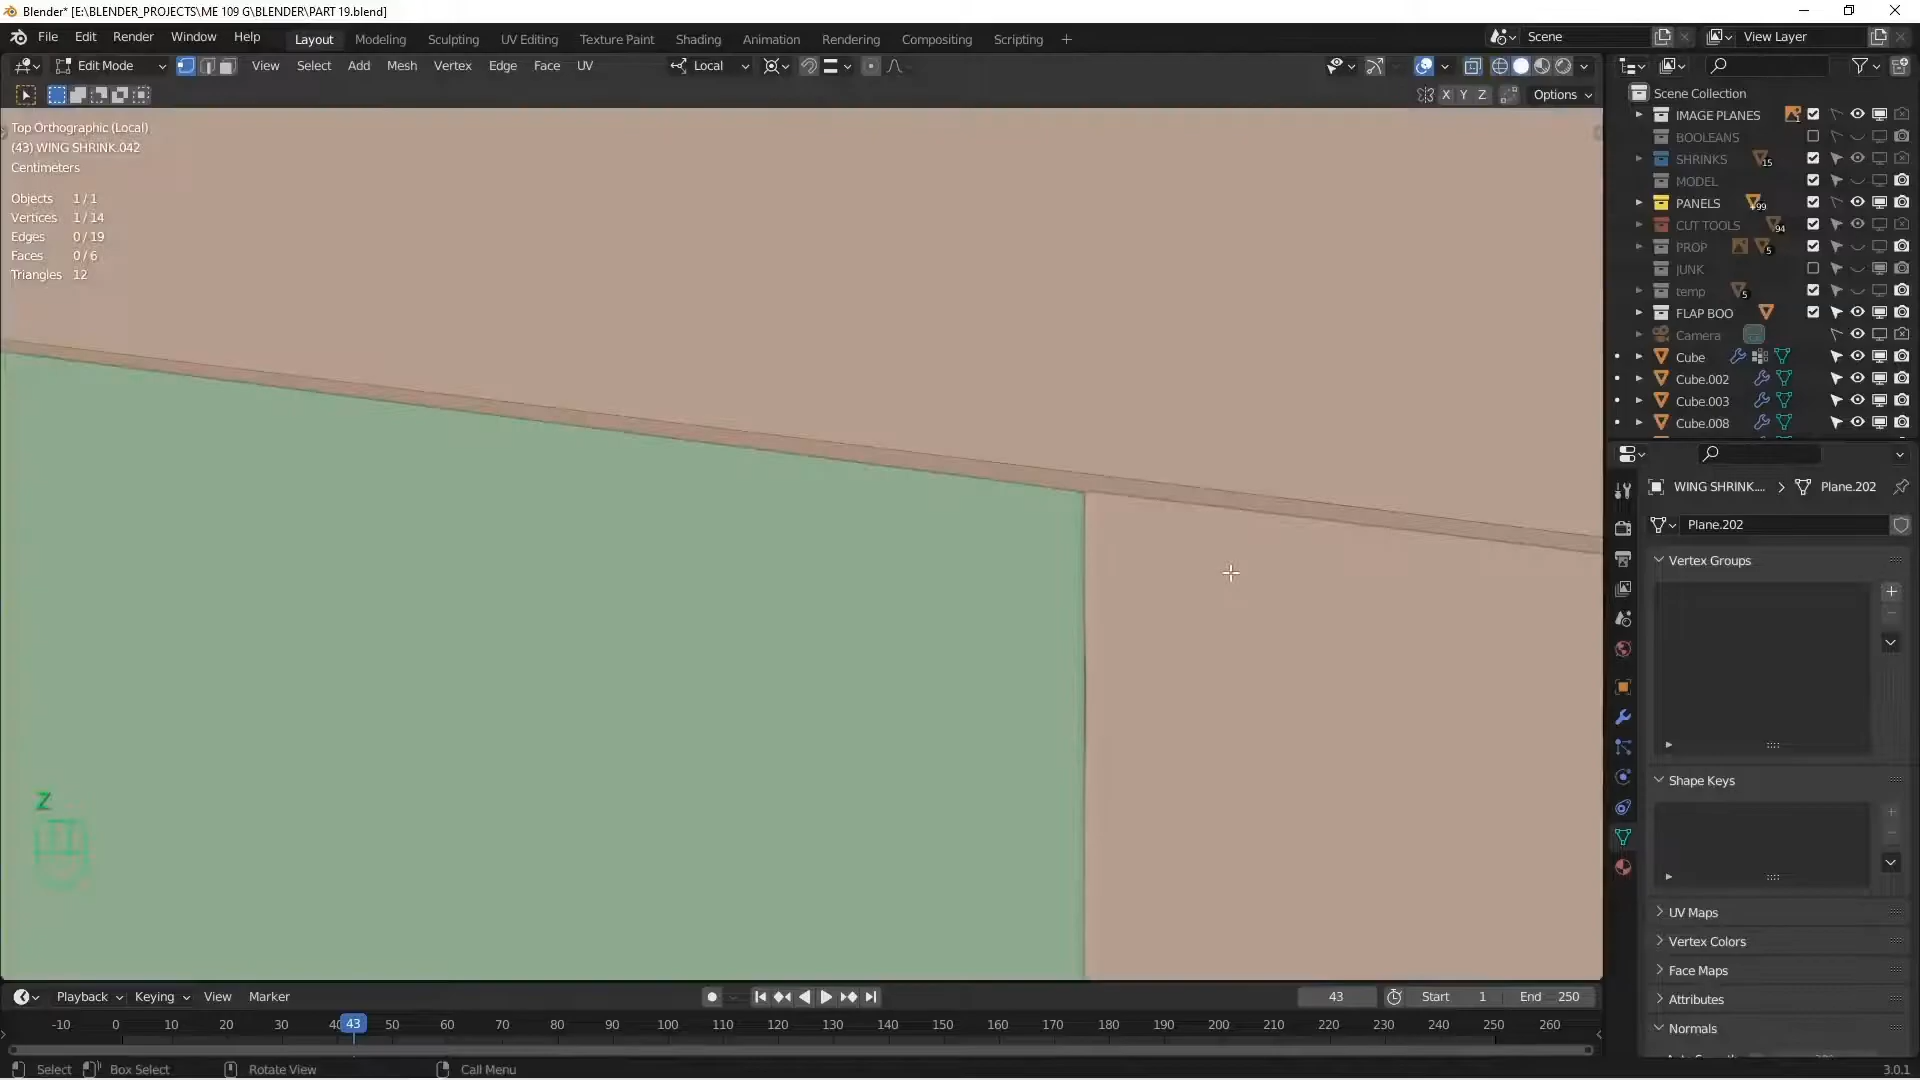 Blender* [E:\BLENDER_PROJECTS\ME 109 G\BLENDER\PART 19.blend]
File Edit Render Window Help Layout Modeling Sculpting UV Editing Texture Paint Shading Animation Rendering Compositing Scripting + Scene View Layer
Edit Mode View Select Add Mesh Vertex Edge Face UV Local
X Y Z Options
Top Orthographic (Local)
(43) WING SHRINK.042
Centimeters
Objects 1 / 1
Vertices 1 / 14
Edges 0 / 19
Faces 0 / 6
Triangles 12
Z
Scene Collection
IMAGE PLANES 1
BOOLEANS
SHRINKS 15
MODEL
PANELS +99
CUT TOOLS 94
PROP 5
JUNK
temp 5
FLAP BOO
Camera
Cube
Cube.002
Cube.003
Cube.008
WING SHRINK.... > Plane.202
Plane.202
Vertex Groups
Shape Keys
UV Maps
Vertex Colors
Face Maps
Attributes
Normals
Playback Keying View Marker 43 Start 1 End 250
-10 0 10 20 30 40 43 50 60 70 80 90 100 110 120 130 140 150 160 170 180 190 200 210 220 230 240 250 260
Select Box Select Rotate View Call Menu 3.0.1